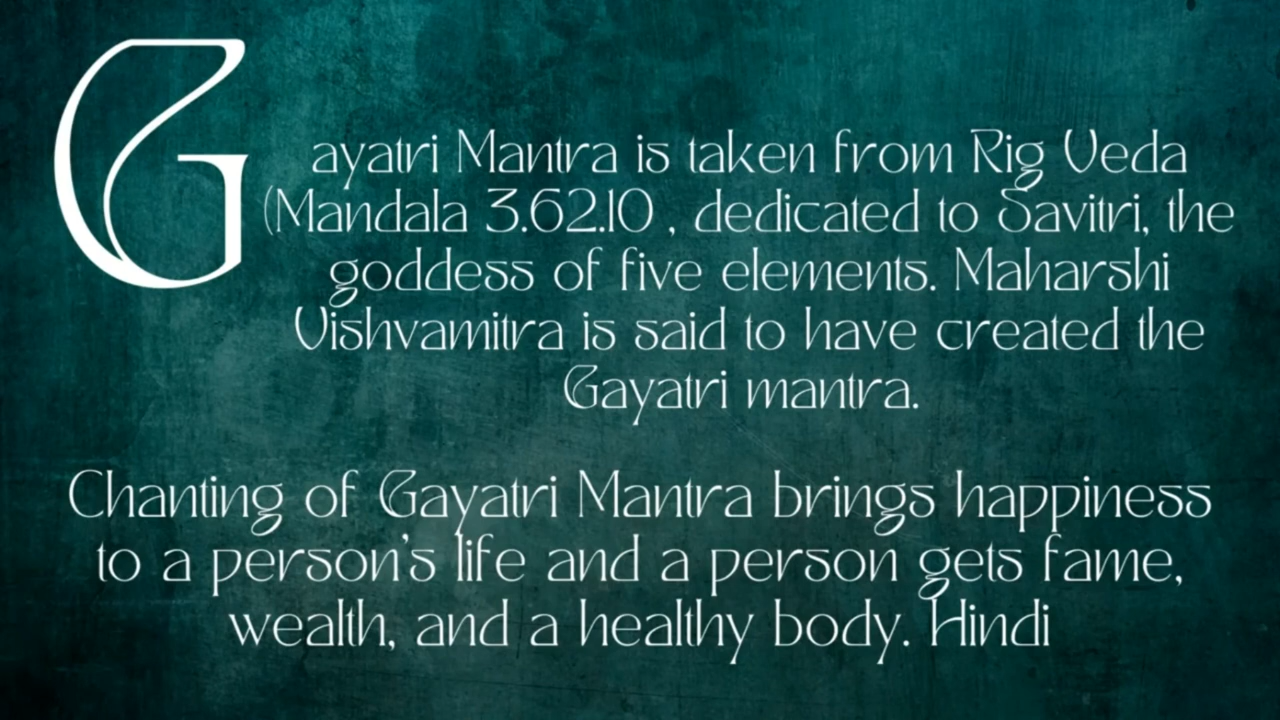 Gayatri Mantra is taken from Rig Veda
(Mandala 3.62.10 , dedicated to Savitri, the
goddess of five elements. Maharshi
Vishvamitra is said to have created the
Gayatri mantra.
Chanting of Gayatri Mantra brings happiness
to a person's life and a person gets fame,
wealth, and a healthy body. Hindi